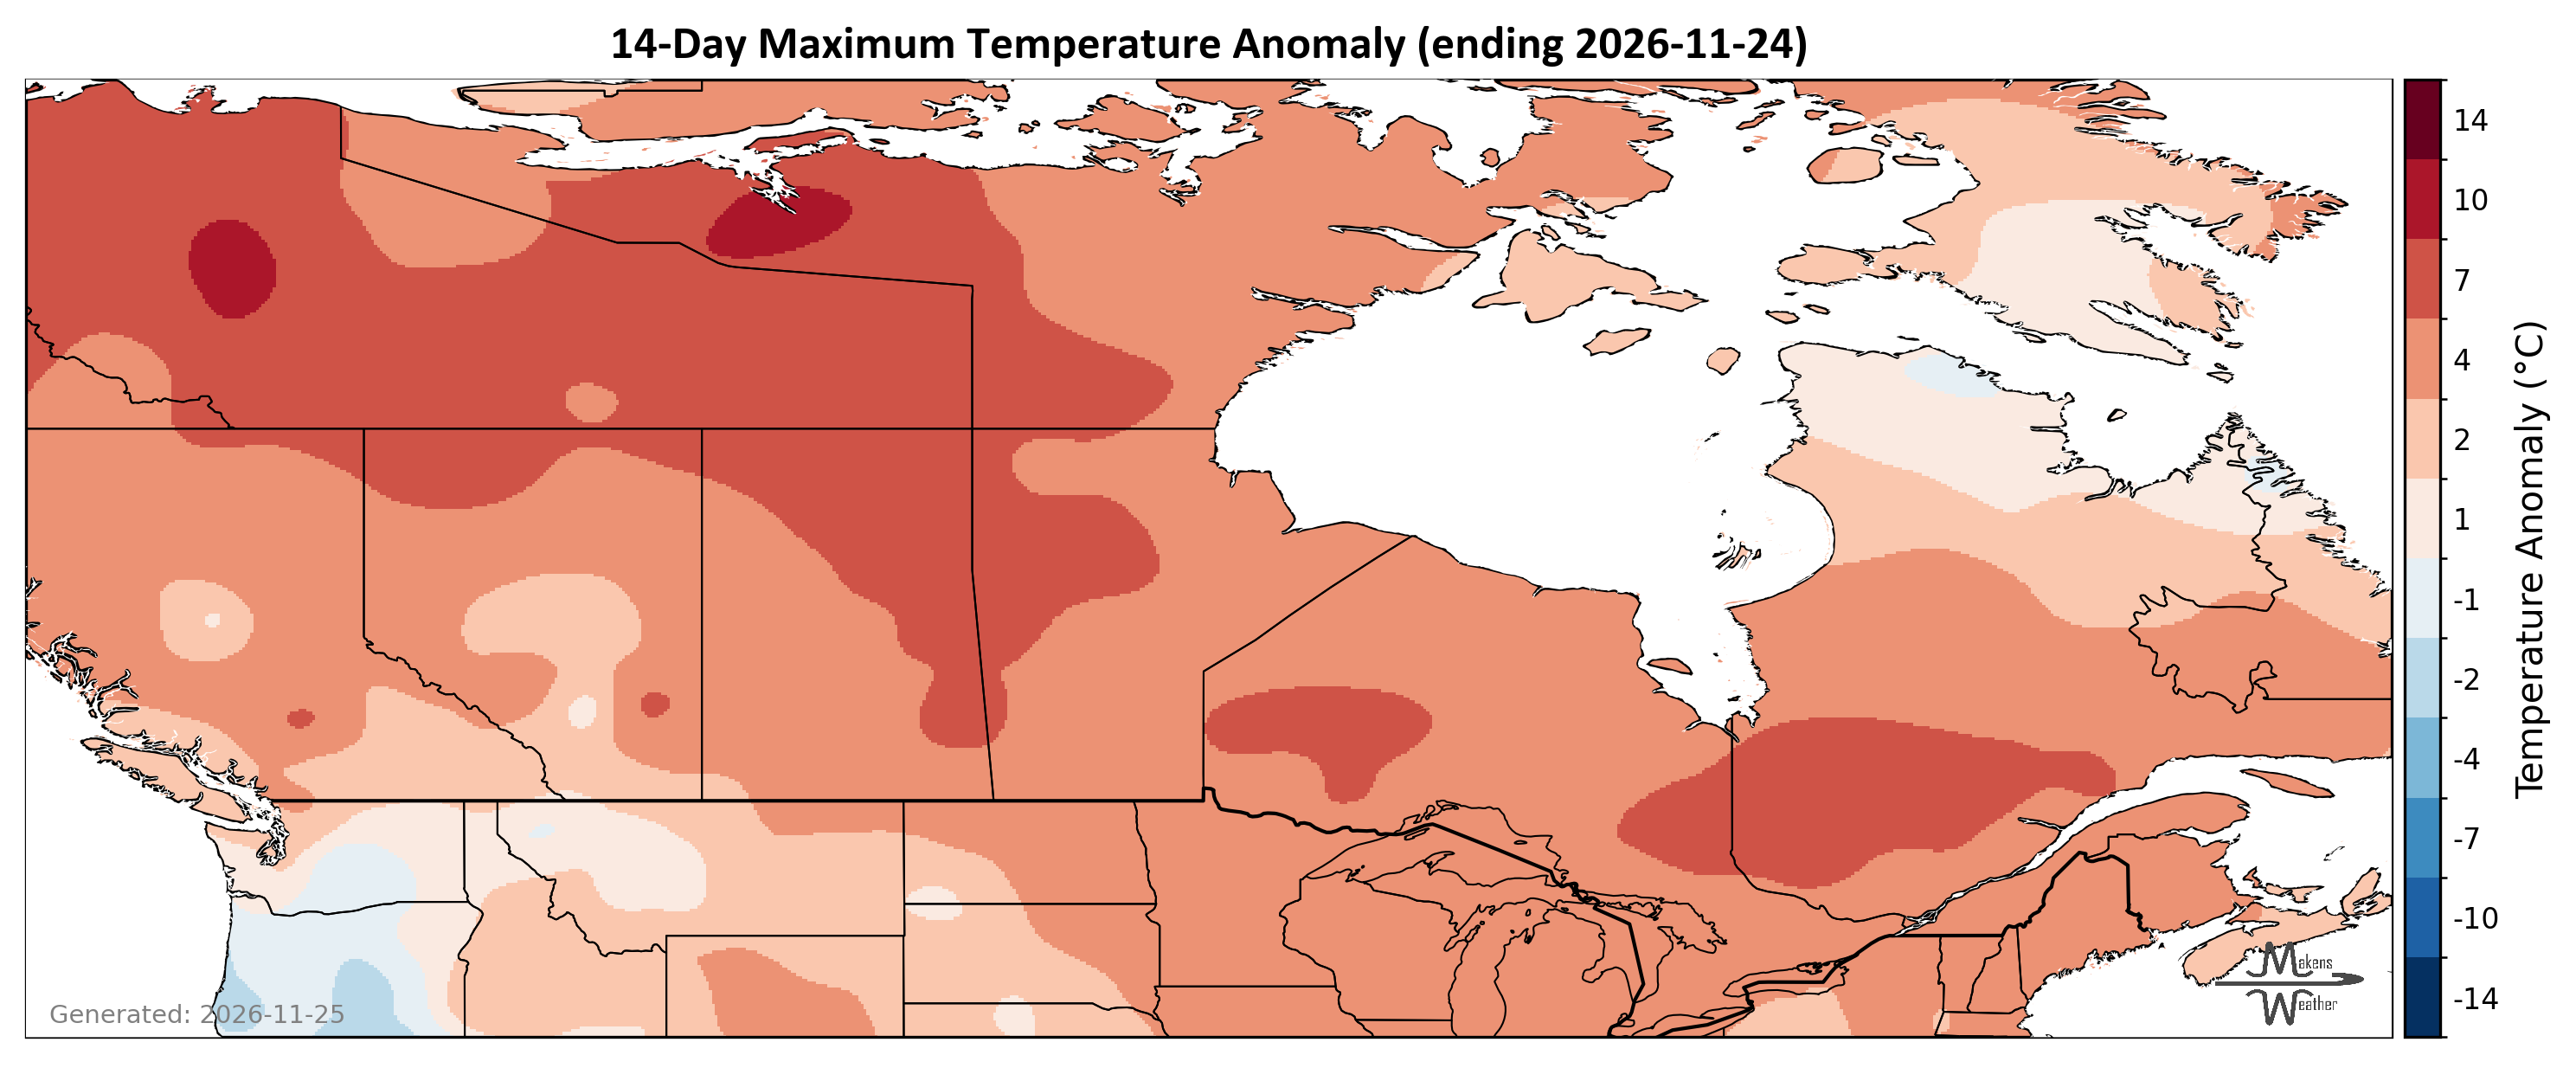 14-Day Maximum Temperature Anomaly (ending 2026-11-24)
14
10
7
4
2
1
-1
-2
-4
-7
-10
-14
Temperature Anomaly (°C)
Generated: 2026-11-25
Makens
Weather